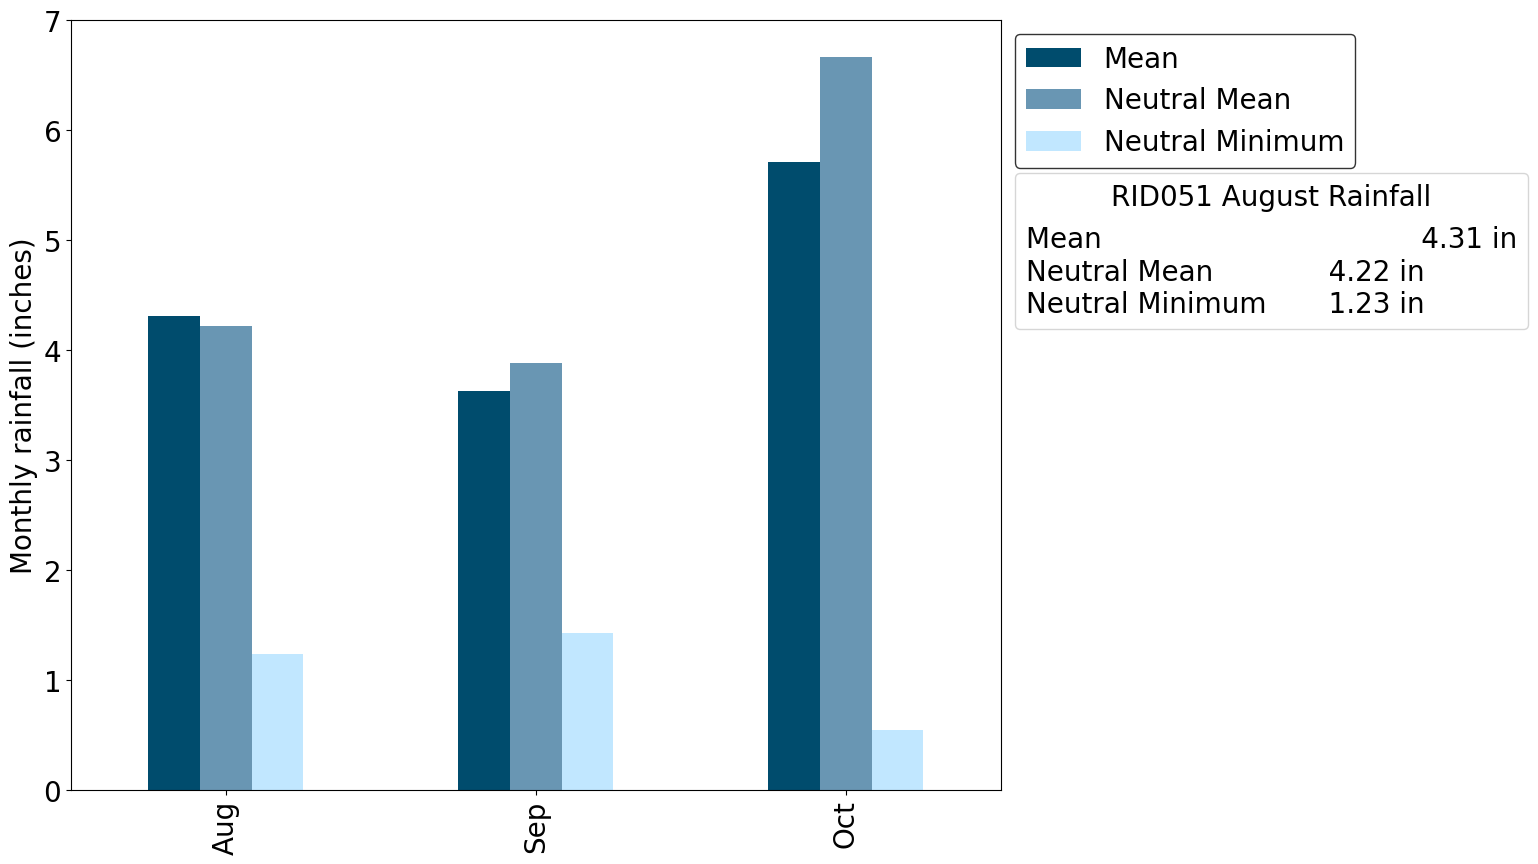 Monthly rainfall (inches)
7
6
5
4
3
2
1
0
Aug
Sep
Oct
Mean
Neutral Mean
Neutral Minimum
RID051 August Rainfall
Mean 4.31 in
Neutral Mean 4.22 in
Neutral Minimum 1.23 in